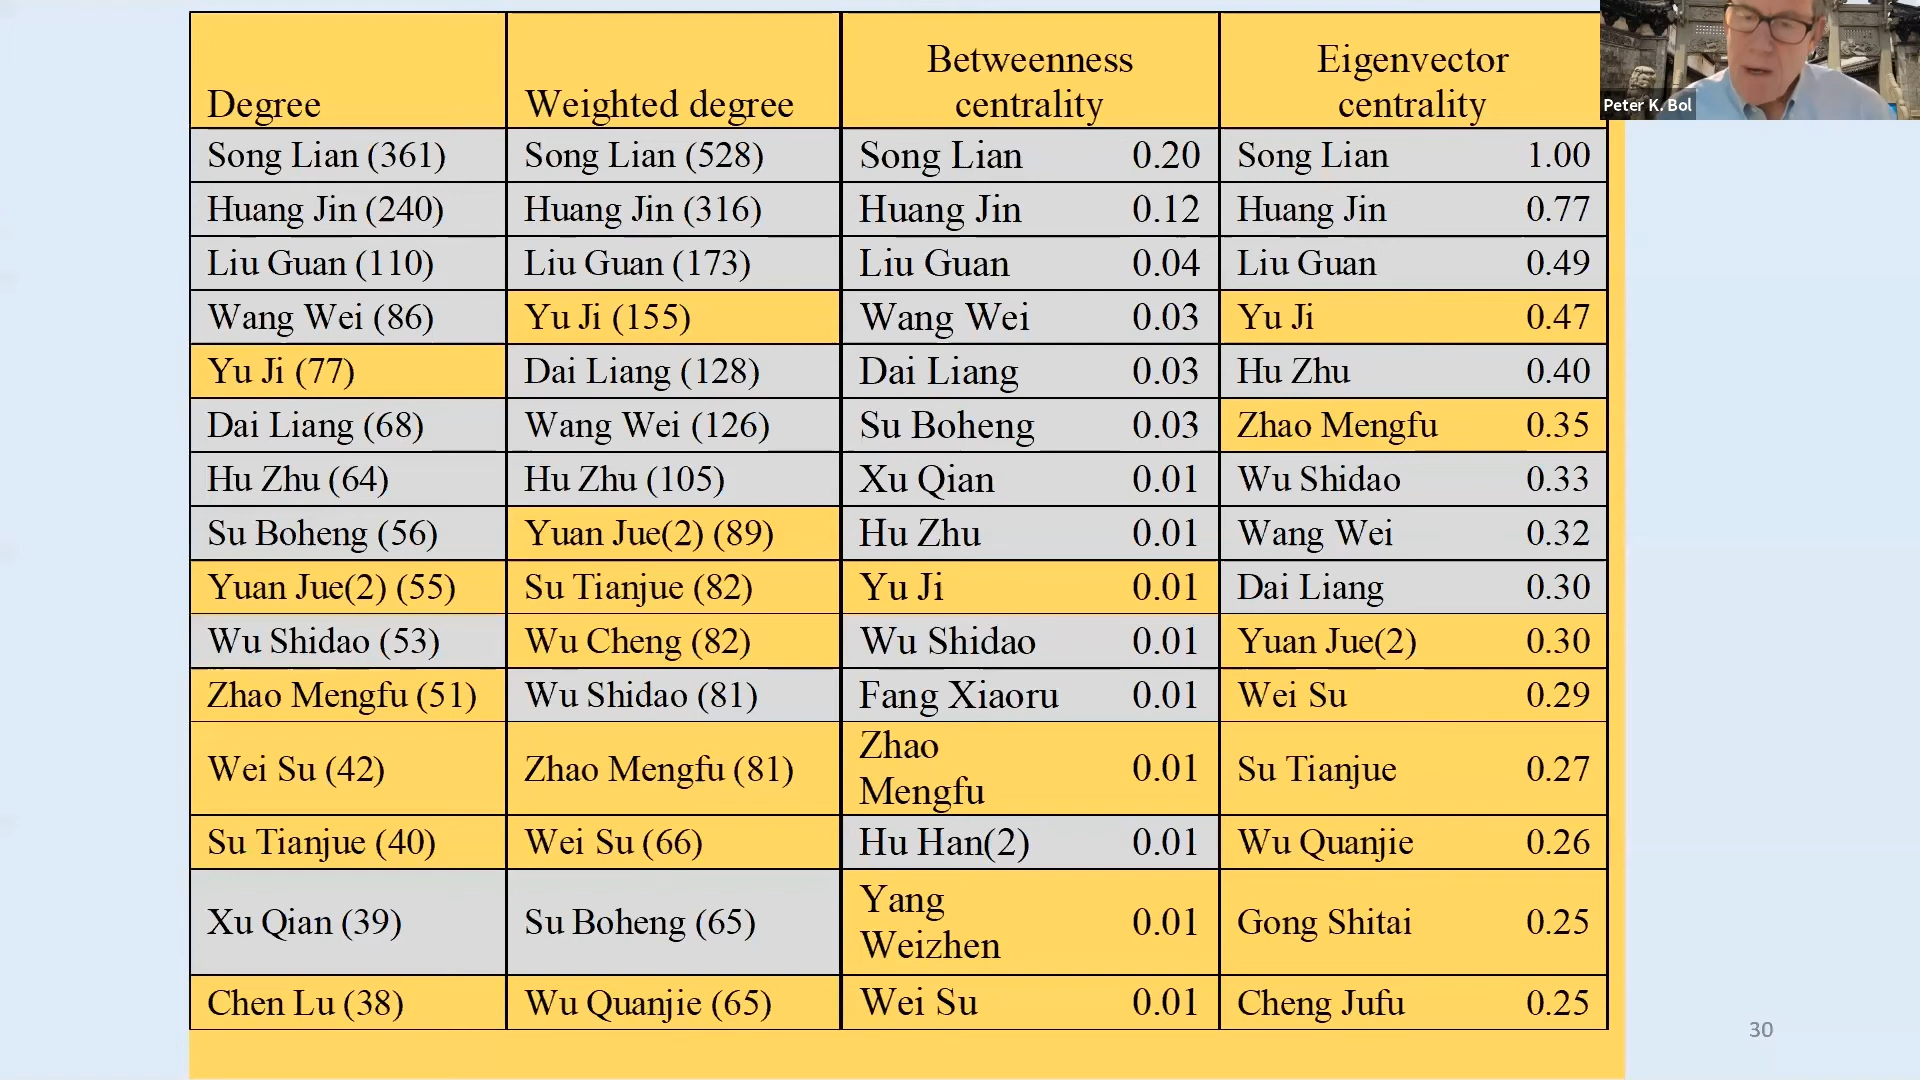 Degree
Weighted degree
Betweenness
centrality
Eigenvector
centrality
Peter K. Bol
Song Lian (361)
Song Lian (528)
Song Lian 0.20
Song Lian 1.00
Huang Jin (240)
Huang Jin (316)
Huang Jin 0.12
Huang Jin 0.77
Liu Guan (110)
Liu Guan (173)
Liu Guan 0.04
Liu Guan 0.49
Wang Wei (86)
Yu Ji (155)
Wang Wei 0.03
Yu Ji 0.47
Yu Ji (77)
Dai Liang (128)
Dai Liang 0.03
Hu Zhu 0.40
Dai Liang (68)
Wang Wei (126)
Su Boheng 0.03
Zhao Mengfu 0.35
Hu Zhu (64)
Hu Zhu (105)
Xu Qian 0.01
Wu Shidao 0.33
Su Boheng (56)
Yuan Jue(2) (89)
Hu Zhu 0.01
Wang Wei 0.32
Yuan Jue(2) (55)
Su Tianjue (82)
Yu Ji 0.01
Dai Liang 0.30
Wu Shidao (53)
Wu Cheng (82)
Wu Shidao 0.01
Yuan Jue(2) 0.30
Zhao Mengfu (51)
Wu Shidao (81)
Fang Xiaoru 0.01
Wei Su 0.29
Wei Su (42)
Zhao Mengfu (81)
Zhao
Mengfu 0.01
Su Tianjue 0.27
Su Tianjue (40)
Wei Su (66)
Hu Han(2) 0.01
Wu Quanjie 0.26
Xu Qian (39)
Su Boheng (65)
Yang
Weizhen 0.01
Gong Shitai 0.25
Chen Lu (38)
Wu Quanjie (65)
Wei Su 0.01
Cheng Jufu 0.25
30